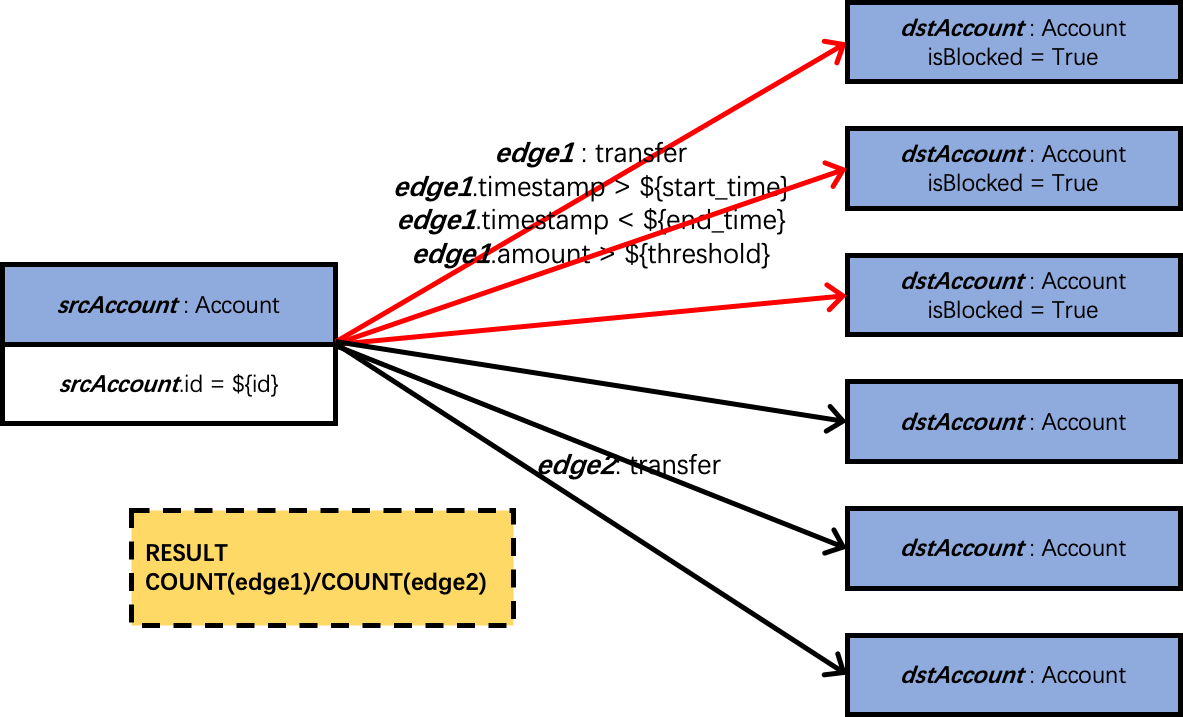 dstAccount : Account
isBlocked = True
edge1 : transfer
edge1.timestamp > ${start_time}
edge1.timestamp < ${end_time}
edge1.amount > ${threshold}
dstAccount : Account
isBlocked = True
dstAccount : Account
isBlocked = True
srcAccount : Account
srcAccount.id = ${id}
dstAccount : Account
edge2: transfer
dstAccount : Account
RESULT
COUNT(edge1)/COUNT(edge2)
dstAccount : Account